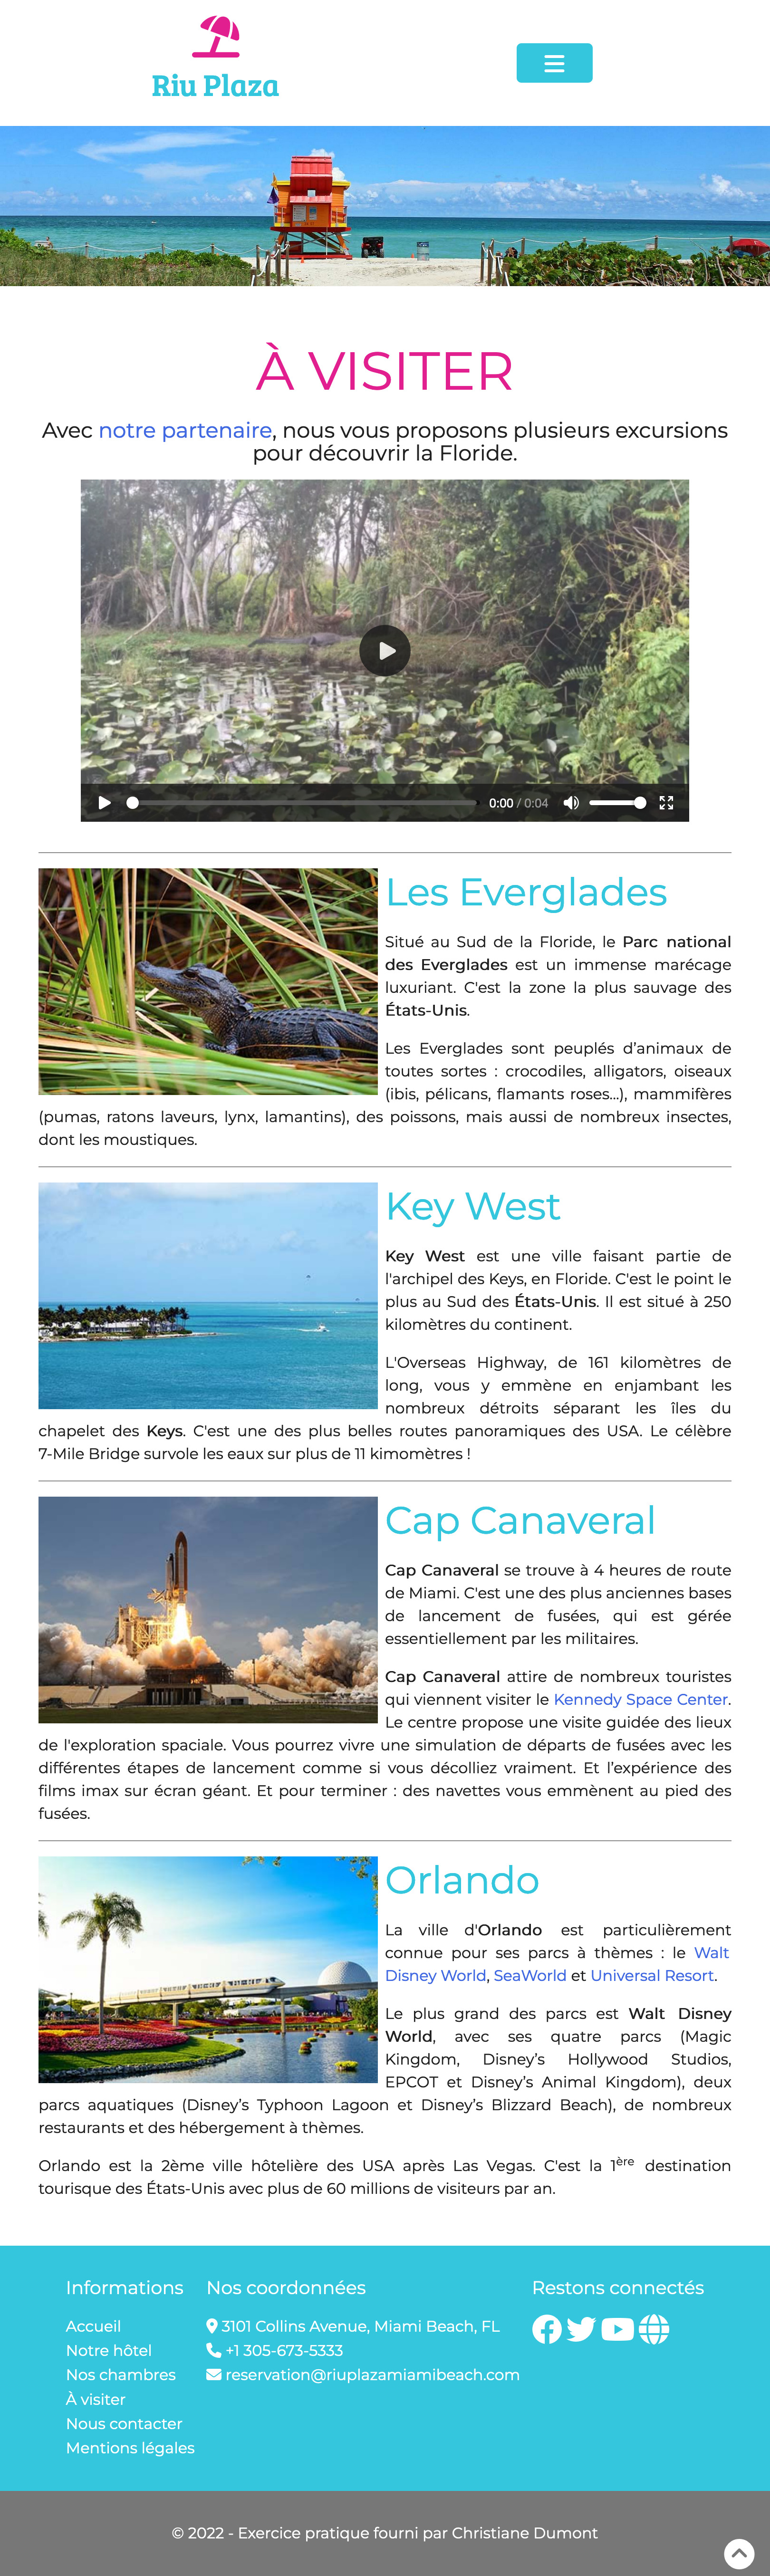 Riu Plaza
À VISITER
Avec notre partenaire, nous vous proposons plusieurs excursions
pour découvrir la Floride.
0:00 / 0:04
Les Everglades
Situé au Sud de la Floride, le Parc national
des Everglades est un immense marécage
luxuriant. C'est la zone la plus sauvage des
États-Unis.
Les Everglades sont peuplés d’animaux de
toutes sortes : crocodiles, alligators, oiseaux
(ibis, pélicans, flamants roses...), mammifères
(pumas, ratons laveurs, lynx, lamantins), des poissons, mais aussi de nombreux insectes,
dont les moustiques.
Key West
Key West est une ville faisant partie de
l'archipel des Keys, en Floride. C'est le point le
plus au Sud des États-Unis. Il est situé à 250
kilomètres du continent.
L'Overseas Highway, de 161 kilomètres de
long, vous y emmène en enjambant les
nombreux détroits séparant les îles du
chapelet des Keys. C'est une des plus belles routes panoramiques des USA. Le célèbre
7-Mile Bridge survole les eaux sur plus de 11 kimomètres !
Cap Canaveral
Cap Canaveral se trouve à 4 heures de route
de Miami. C'est une des plus anciennes bases
de lancement de fusées, qui est gérée
essentiellement par les militaires.
Cap Canaveral attire de nombreux touristes
qui viennent visiter le Kennedy Space Center.
Le centre propose une visite guidée des lieux
de l'exploration spaciale. Vous pourrez vivre une simulation de départs de fusées avec les
différentes étapes de lancement comme si vous décolliez vraiment. Et l’expérience des
films imax sur écran géant. Et pour terminer : des navettes vous emmènent au pied des
fusées.
Orlando
La ville d'Orlando est particulièrement
connue pour ses parcs à thèmes : le Walt
Disney World, SeaWorld et Universal Resort.
Le plus grand des parcs est Walt Disney
World, avec ses quatre parcs (Magic
Kingdom, Disney’s Hollywood Studios,
EPCOT et Disney’s Animal Kingdom), deux
parcs aquatiques (Disney’s Typhoon Lagoon et Disney’s Blizzard Beach), de nombreux
restaurants et des hébergement à thèmes.
Orlando est la 2ème ville hôtelière des USA après Las Vegas. C'est la 1ère destination
tourisque des États-Unis avec plus de 60 millions de visiteurs par an.
Informations
Accueil
Notre hôtel
Nos chambres
À visiter
Nous contacter
Mentions légales
Nos coordonnées
3101 Collins Avenue, Miami Beach, FL
+1 305-673-5333
reservation@riuplazamiamibeach.com
Restons connectés
© 2022 - Exercice pratique fourni par Christiane Dumont